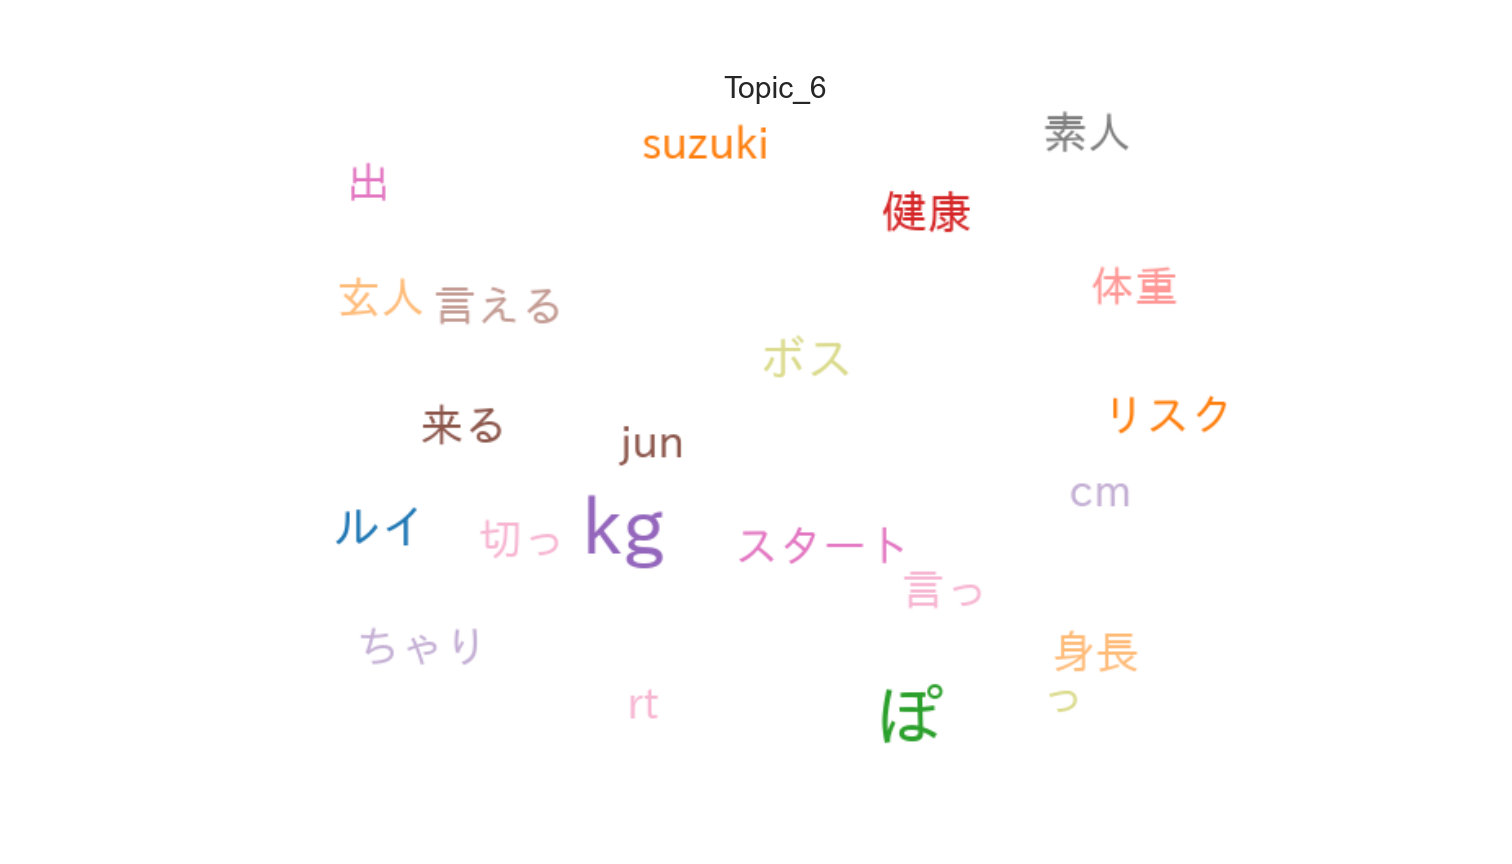 Topic_6
suzuki
素人
出
健康
玄人
言える
体重
ボス
来る
jun
リスク
cm
ルイ
切っ
kg
スタート
言っ
ちゃり
身長
rt
ぽ
っ